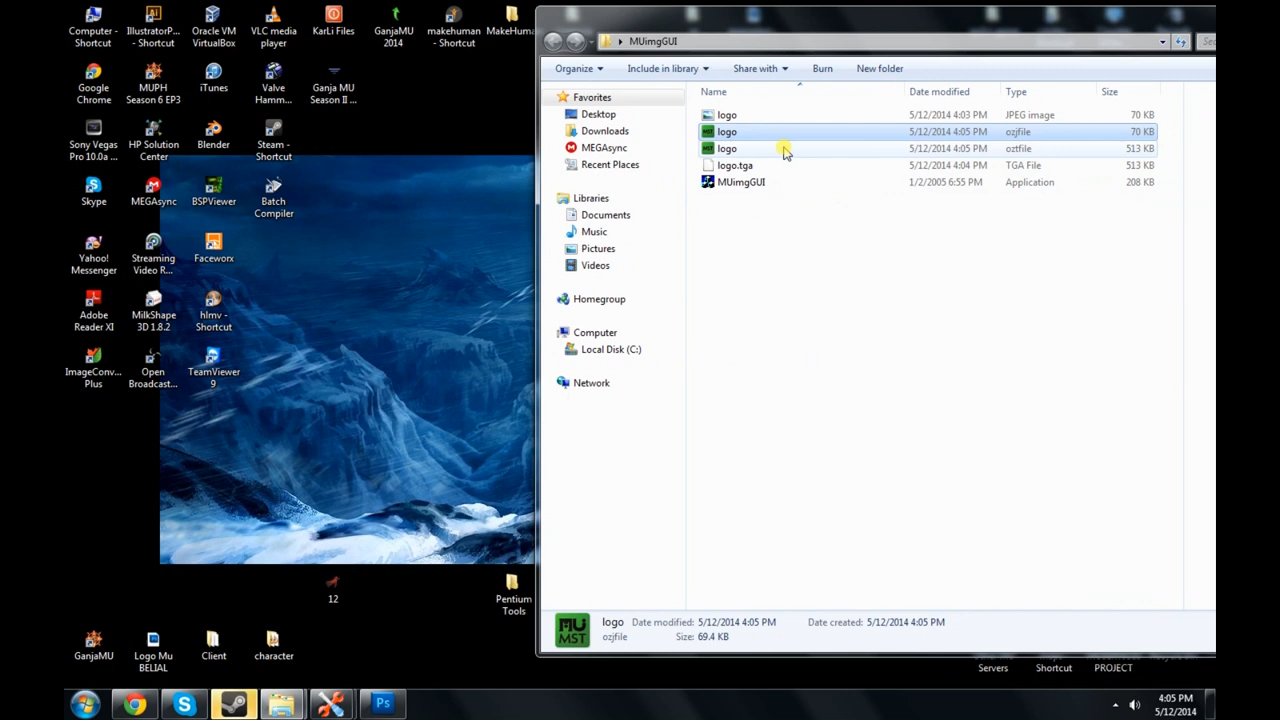 Computer - Shortcut
IllustratorP... - Shortcut
Oracle VM VirtualBox
VLC media player
KarLi Files
GanjaMU 2014
makehuman - Shortcut
MakeHum
Google Chrome
MUPH Season 6 EP3
iTunes
Valve Hamm...
Ganja MU Season II ...
Sony Vegas Pro 10.0a ...
HP Solution Center
Blender
Steam - Shortcut
Skype
MEGAsync
BSPViewer
Batch Compiler
Yahoo! Messenger
Streaming Video R...
Faceworx
Adobe Reader XI
MilkShape 3D 1.8.2
hlmv - Shortcut
ImageConv... Plus
Open Broadcast...
TeamViewer 9
12
Pentium Tools
GanjaMU
Logo Mu BELIAL
Client
character
MUimgGUI
Organize
Include in library
Share with
Burn
New folder
Favorites
Desktop
Downloads
MEGAsync
Recent Places
Libraries
Documents
Music
Pictures
Videos
Homegroup
Computer
Local Disk (C:)
Network
Name Date modified Type Size
logo 5/12/2014 4:03 PM JPEG image 70 KB
logo 5/12/2014 4:05 PM ozjfile 70 KB
logo 5/12/2014 4:05 PM oztfile 513 KB
logo.tga 5/12/2014 4:04 PM TGA File 513 KB
MUimgGUI 1/2/2005 6:55 PM Application 208 KB
MU MST
logo Date modified: 5/12/2014 4:05 PM Date created: 5/12/2014 4:05 PM
ozjfile Size: 69.4 KB
Servers
Shortcut
PROJECT
Ps
4:05 PM
5/12/2014